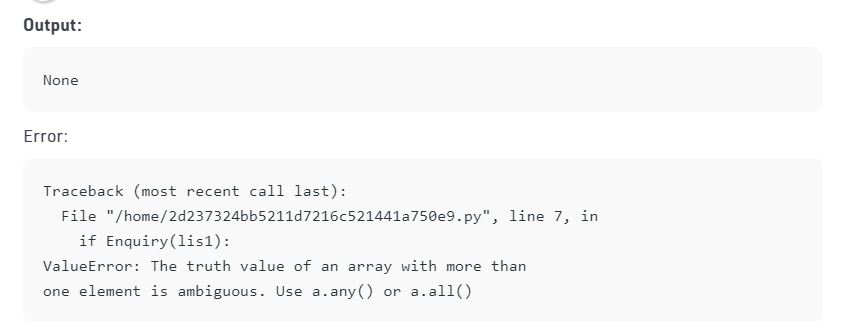 Output:
None
Error:
Traceback (most recent call last):
File "/home/2d237324bb5211d7216c521441a750e9.py", line 7, in
if Enquiry(lis1):
ValueError: The truth value of an array with more than
one element is ambiguous. Use a.any() or a.all()